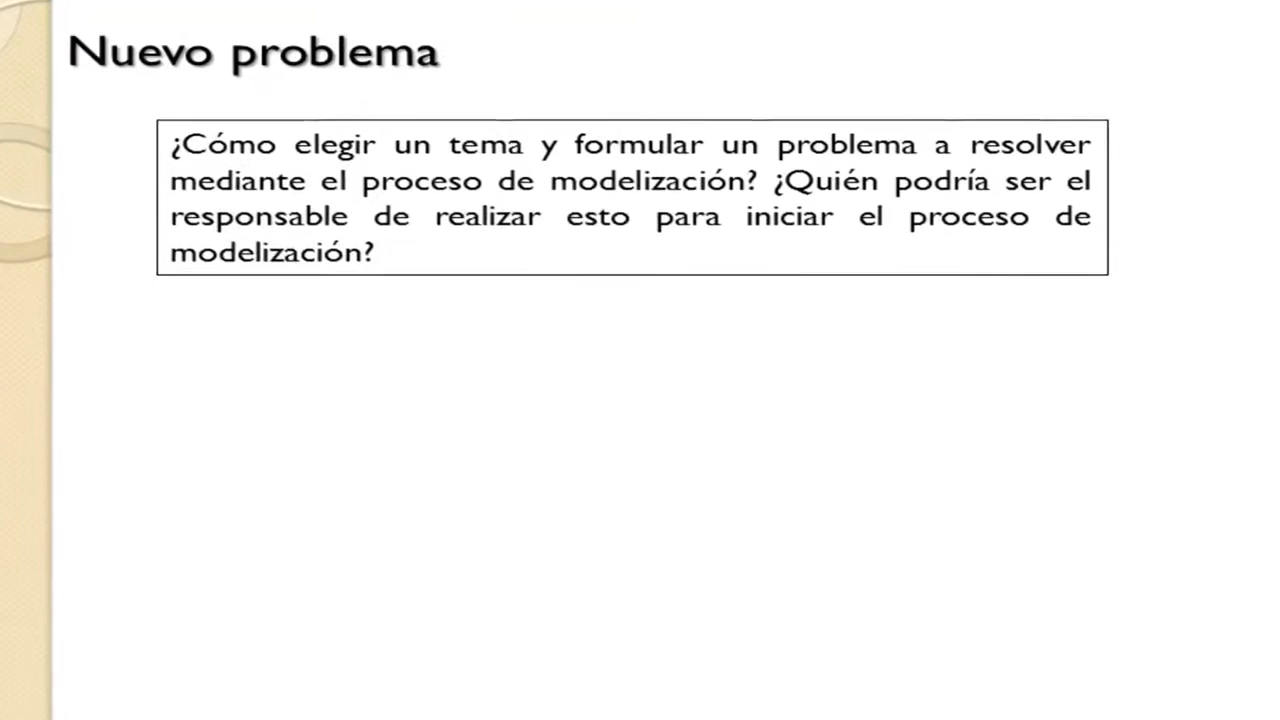 Nuevo problema
¿Cómo elegir un tema y formular un problema a resolver
mediante el proceso de modelización? ¿Quién podría ser el
responsable de realizar esto para iniciar el proceso de
modelización?